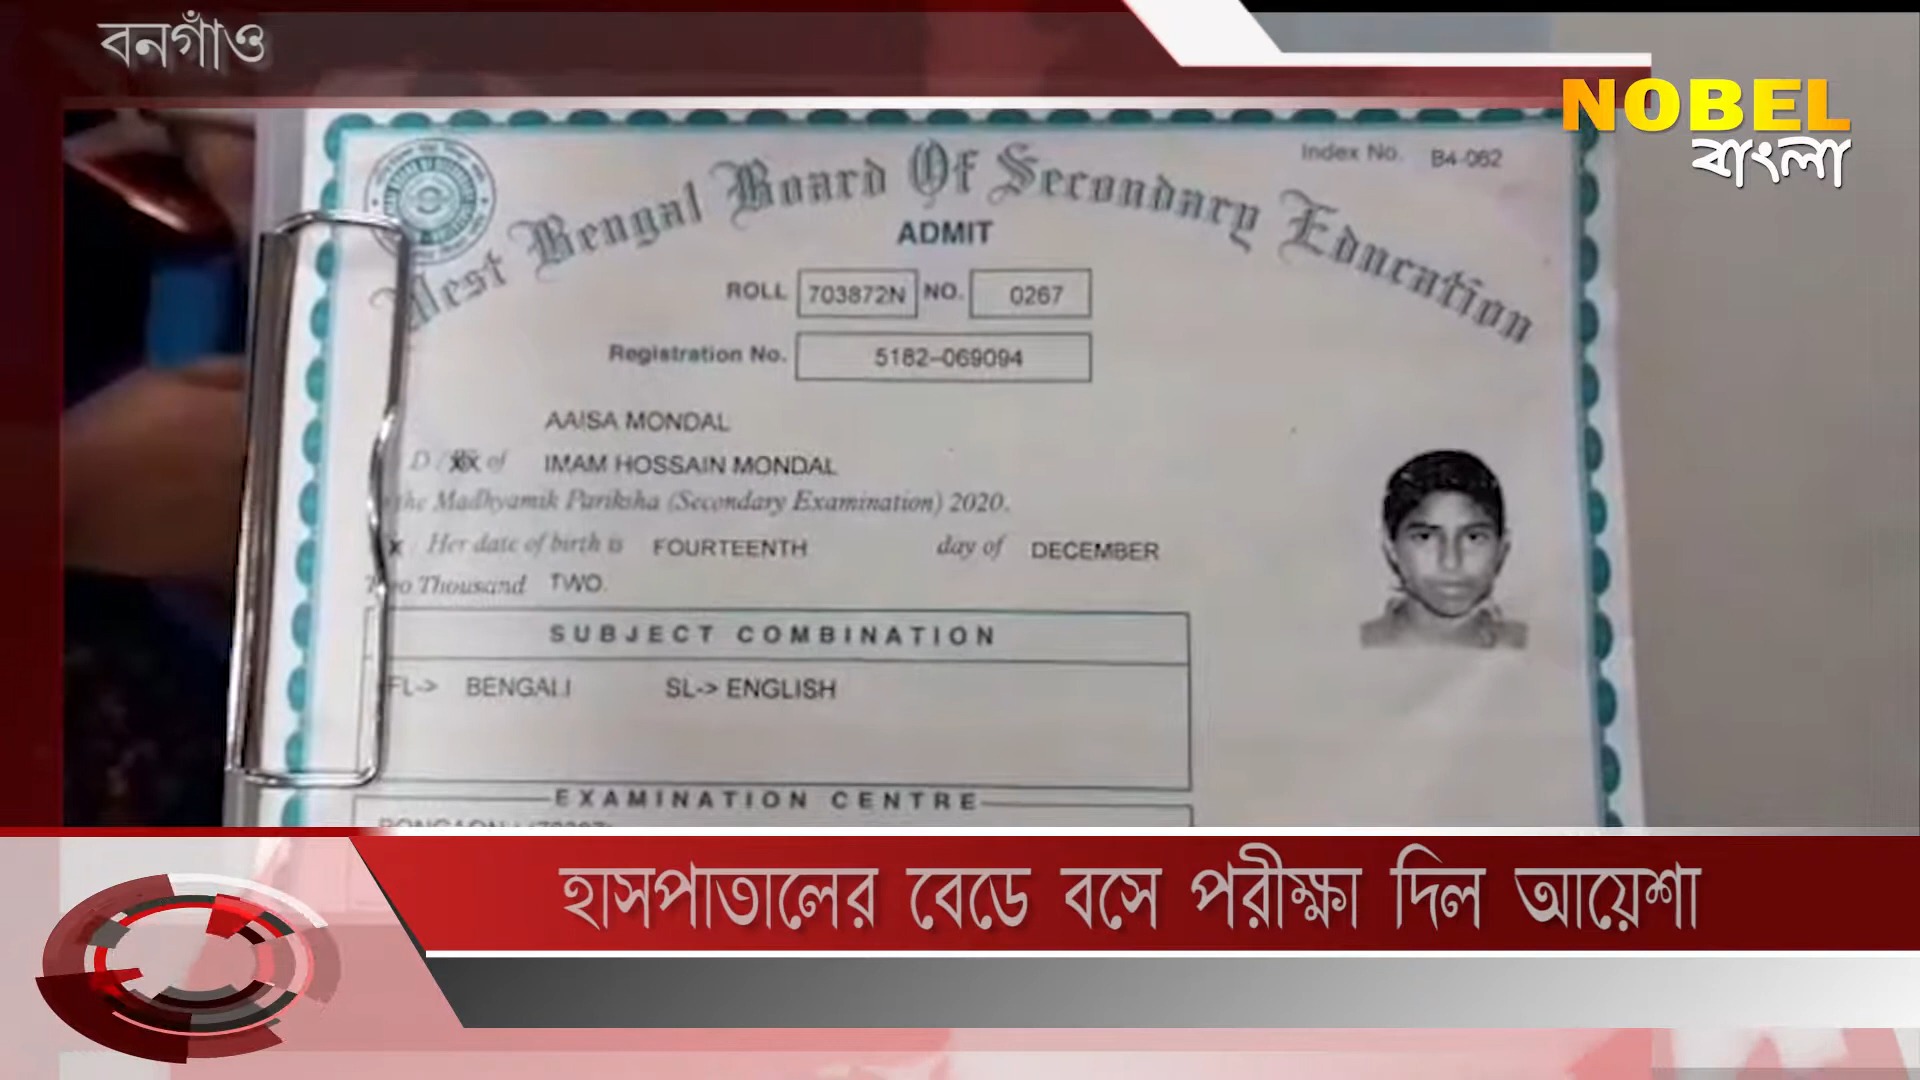 বনগাঁও
NOBEL
বাংলা
Index No. B4-062
West Bengal Board Of Secondary Education
ADMIT
ROLL 703872N NO. 0267
Registration No. 5182-069094
AAISA MONDAL
D / of IMAM HOSSAIN MONDAL
the Madhyamik Pariksha (Secondary Examination) 2020.
Her date of birth is FOURTEENTH day of DECEMBER
Two Thousand TWO.
SUBJECT COMBINATION
FL-> BENGALI SL-> ENGLISH
EXAMINATION CENTRE
হাসপাতালের বেডে বসে পরীক্ষা দিল আয়েশা